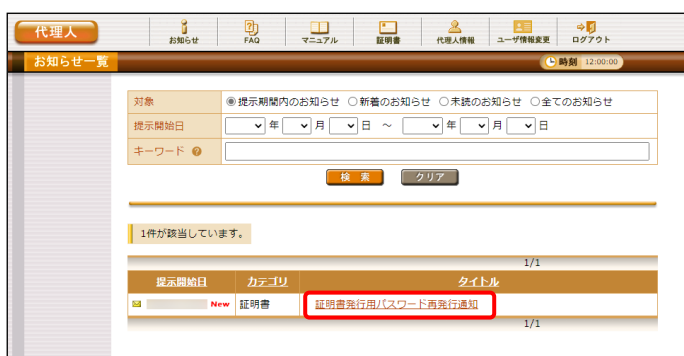 代理人
お知らせ FAQ マニュアル 証明書 代理人情報 ユーザ情報変更 ログアウト
お知らせ一覧 時刻 12:00:00
対象 提示期間内のお知らせ 新着のお知らせ 未読のお知らせ 全てのお知らせ
提示開始日 年 月 日 ～ 年 月 日
キーワード ?
検 索 クリア
1件が該当しています。
1/1
提示開始日 カテゴリ タイトル
New 証明書 証明書発行用パスワード再発行通知
1/1